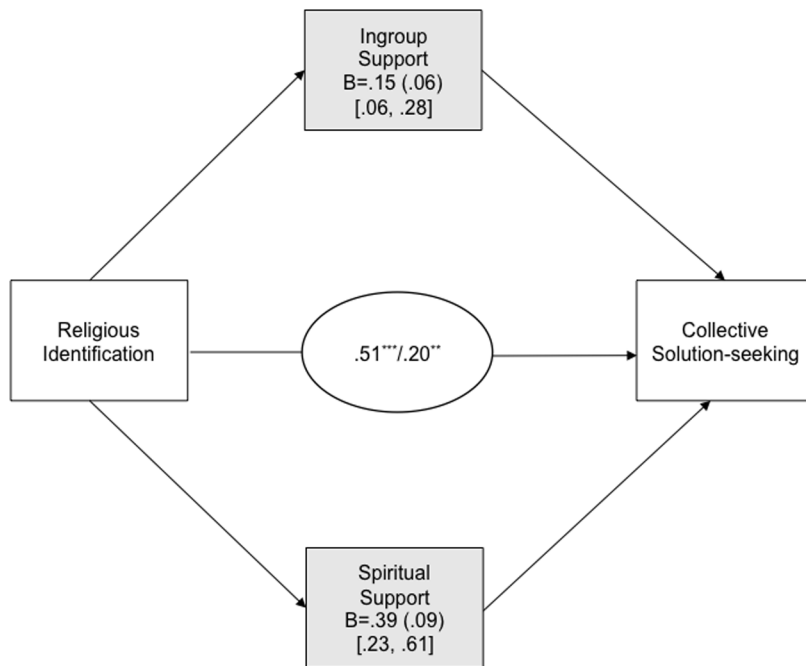 Ingroup
Support
B=.15 (.06)
[.06, .28]
Religious
Identification
.51***/.20**
Collective
Solution-seeking
Spiritual
Support
B=.39 (.09)
[.23, .61]